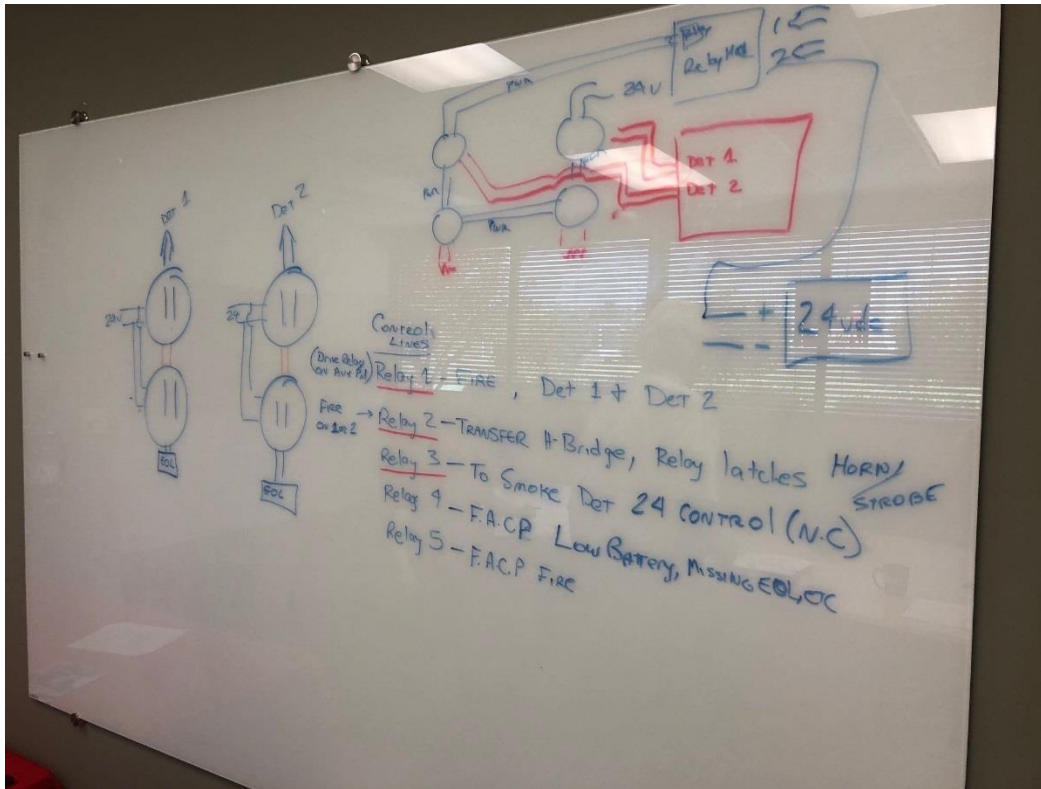 Relay
Relay Mod
1
2
PWR
24V
DET 1
DET 2
PWR
PWR
24vdc
+
-
DET 1
DET 2
24V
24
EOL
EOL
Control
Lines
(Drive Relay
on Aux Pnl)
Relay 1 - FIRE, Det 1 + DET 2
FIRE
on 1 or 2
→ Relay 2 - TRANSFER H-Bridge, Relay latches HORN/
STROBE
Relay 3 - To Smoke Det 24 CONTROL (N.C)
Relay 4 - F.A.C.P. Low Battery, Missing EOL, OC
Relay 5 - F.A.C.P FIRE